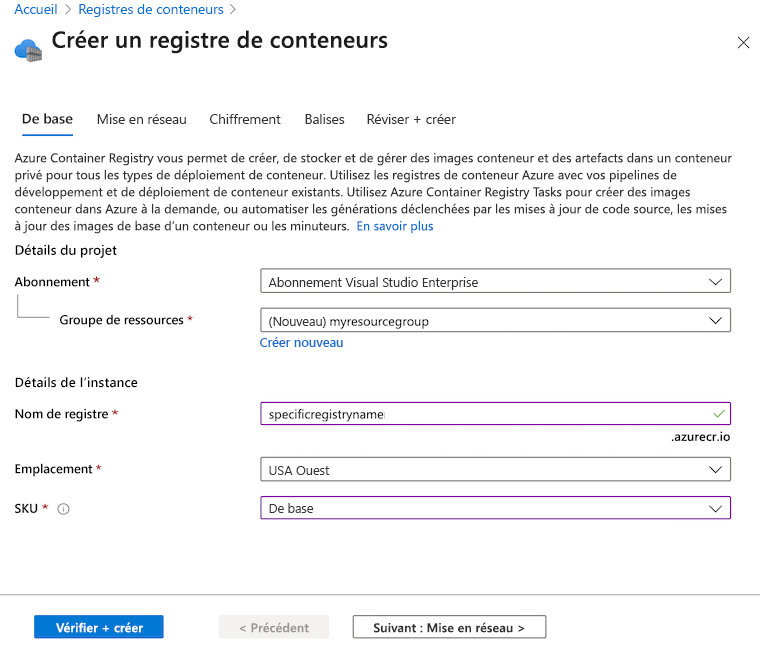 Accueil > Registres de conteneurs >
Créer un registre de conteneurs
De base Mise en réseau Chiffrement Balises Réviser + créer
Azure Container Registry vous permet de créer, de stocker et de gérer des images conteneur et des artefacts dans un conteneur
privé pour tous les types de déploiement de conteneur. Utilisez les registres de conteneur Azure avec vos pipelines de
développement et de déploiement de conteneur existants. Utilisez Azure Container Registry Tasks pour créer des images
conteneur dans Azure à la demande, ou automatiser les générations déclenchées par les mises à jour de code source, les mises
à jour des images de base d’un conteneur ou les minuteurs. En savoir plus
Détails du projet
Abonnement * Abonnement Visual Studio Enterprise
Groupe de ressources * (Nouveau) myresourcegroup
Créer nouveau
Détails de l’instance
Nom de registre * specificregistryname
.azurecr.io
Emplacement * USA Ouest
SKU * De base
Vérifier + créer < Précédent Suivant : Mise en réseau >